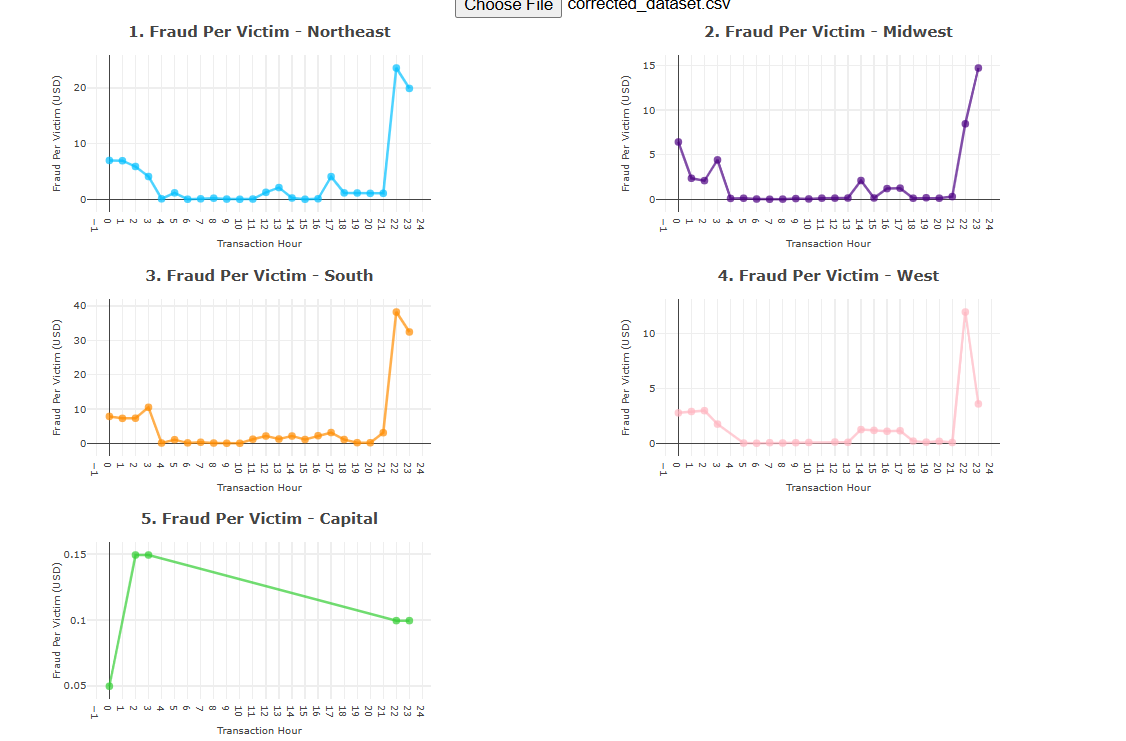 Choose File corrected_dataset.csv
1. Fraud Per Victim - Northeast
Fraud Per Victim (USD)
20
10
0
−1 0 1 2 3 4 5 6 7 8 9 10 11 12 13 14 15 16 17 18 19 20 21 22 23 24
Transaction Hour
2. Fraud Per Victim - Midwest
Fraud Per Victim (USD)
15
10
5
0
−1 0 1 2 3 4 5 6 7 8 9 10 11 12 13 14 15 16 17 18 19 20 21 22 23 24
Transaction Hour
3. Fraud Per Victim - South
Fraud Per Victim (USD)
40
30
20
10
0
−1 0 1 2 3 4 5 6 7 8 9 10 11 12 13 14 15 16 17 18 19 20 21 22 23 24
Transaction Hour
4. Fraud Per Victim - West
Fraud Per Victim (USD)
10
5
0
−1 0 1 2 3 4 5 6 7 8 9 10 11 12 13 14 15 16 17 18 19 20 21 22 23 24
Transaction Hour
5. Fraud Per Victim - Capital
Fraud Per Victim (USD)
0.15
0.1
0.05
−1 0 1 2 3 4 5 6 7 8 9 10 11 12 13 14 15 16 17 18 19 20 21 22 23 24
Transaction Hour